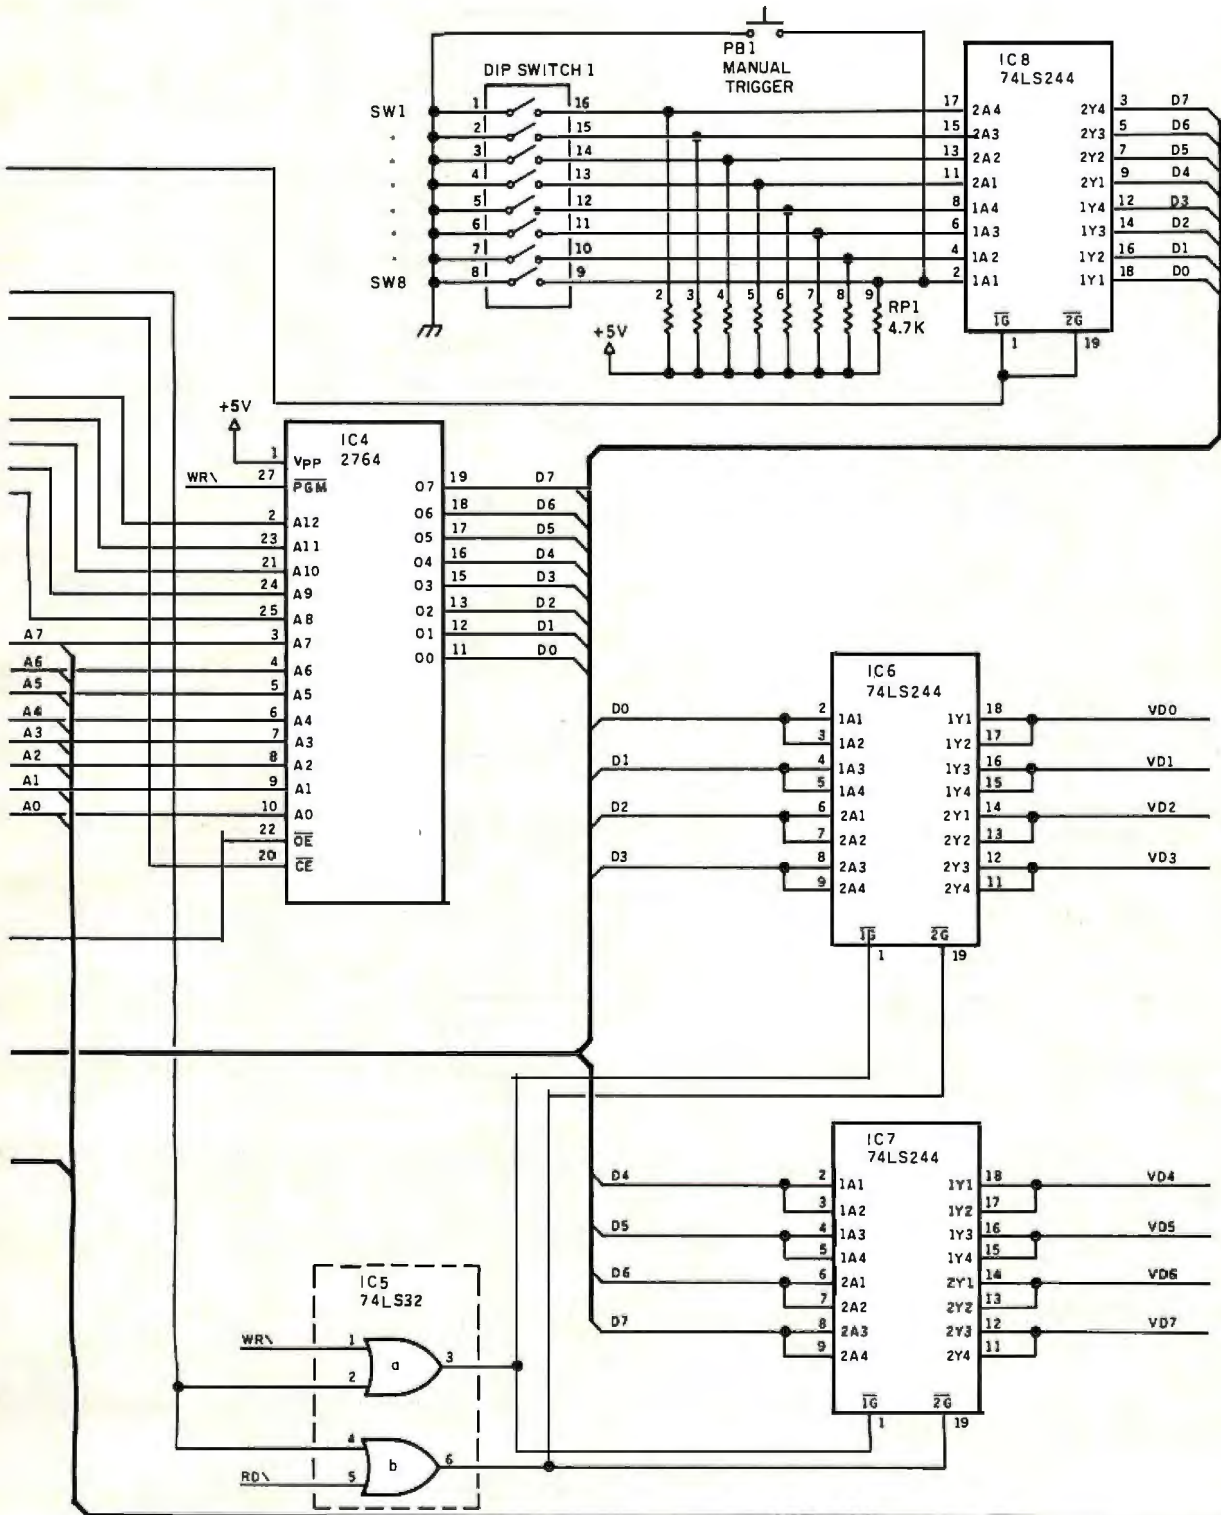 PB1
MANUAL
TRIGGER
DIP SWITCH 1
SW1
SW8
1 16
2 15
3 14
4 13
5 12
6 11
7 10
8 9
IC8
74LS244
17 2A4 2Y4 3 D7
15 2A3 2Y3 5 D6
13 2A2 2Y2 7 D5
11 2A1 2Y1 9 D4
8 1A4 1Y4 12 D3
6 1A3 1Y3 14 D2
4 1A2 1Y2 16 D1
2 1A1 1Y1 18 D0
1G 2G
1 19
2 3 4 5 6 7 8 9
RP1
4.7K
+5V
+5V
IC4
2764
1 VPP
WR\ 27 PGM
2 A12
23 A11
21 A10
24 A9
25 A8
A7 3 A7
A6 4 A6
A5 5 A5
A4 6 A4
A3 7 A3
A2 8 A2
A1 9 A1
A0 10 A0
22 OE
20 CE
O7 19 D7
O6 18 D6
O5 17 D5
O4 16 D4
O3 15 D3
O2 13 D2
O1 12 D1
O0 11 D0
IC6
74LS244
D0 2 1A1 1Y1 18 VD0
3 1A2 1Y2 17
D1 4 1A3 1Y3 16 VD1
5 1A4 1Y4 15
D2 6 2A1 2Y1 14 VD2
7 2A2 2Y2 13
D3 8 2A3 2Y3 12 VD3
9 2A4 2Y4 11
1G 2G
1 19
IC7
74LS244
D4 2 1A1 1Y1 18 VD4
3 1A2 1Y2 17
D5 4 1A3 1Y3 16 VD5
5 1A4 1Y4 15
D6 6 2A1 2Y1 14 VD6
7 2A2 2Y2 13
D7 8 2A3 2Y3 12 VD7
9 2A4 2Y4 11
1G 2G
1 19
IC5
74LS32
WR\ 1 a 3
2
4 b 6
RD\ 5